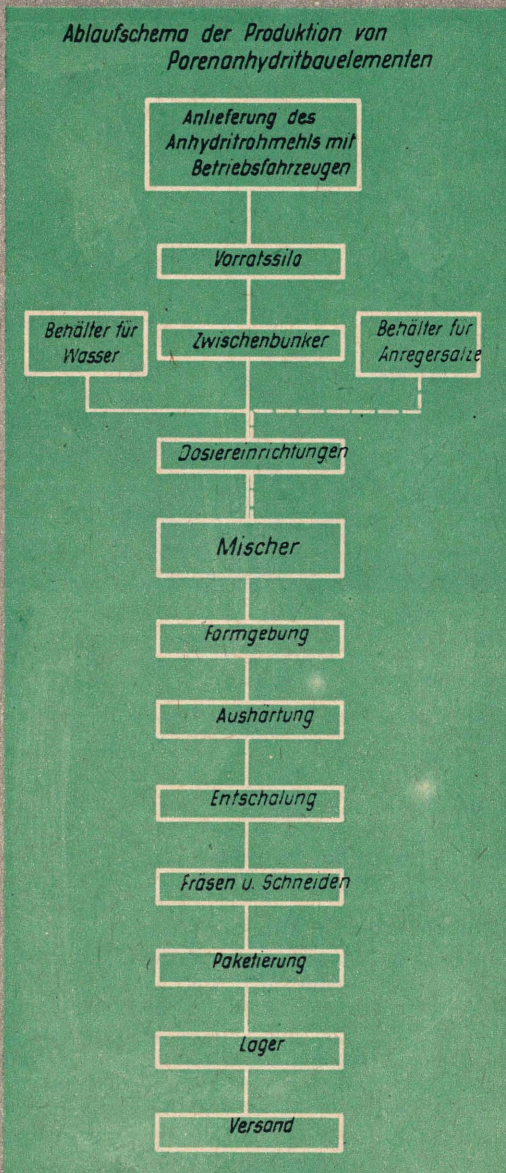 Ablaufschema der Produktion von
Porenanhydritbauelementen
Anlieferung des
Anhydritrohmehls mit
Betriebsfahrzeugen
Vorratssilo
Behälter für
Wasser
Zwischenbunker
Behälter für
Anregersalze
Dosiereinrichtungen
Mischer
Formgebung
Aushärtung
Entschalung
Fräsen u. Schneiden
Paketierung
Lager
Versand